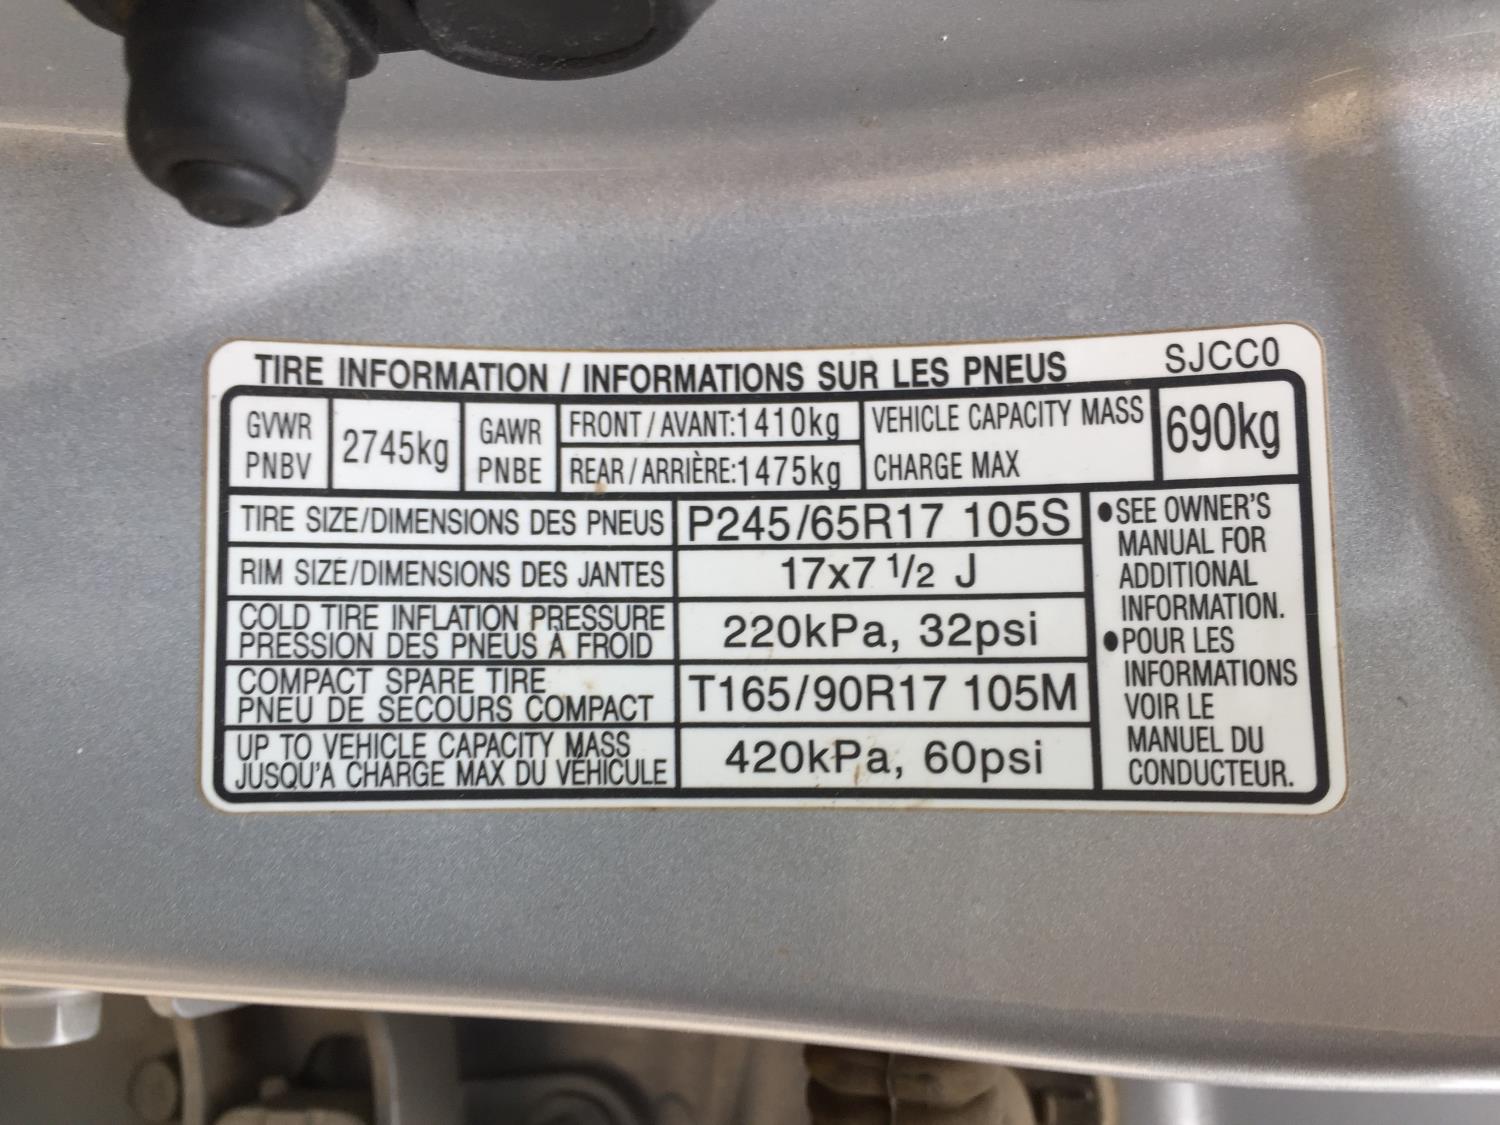 TIRE INFORMATION / INFORMATIONS SUR LES PNEUS SJCC0
GVWR
PNBV
2745kg
GAWR
PNBE
FRONT / AVANT:1410kg
REAR / ARRIÈRE:1475kg
VEHICLE CAPACITY MASS
CHARGE MAX
690kg
TIRE SIZE/DIMENSIONS DES PNEUS
P245/65R17 105S
RIM SIZE/DIMENSIONS DES JANTES
17x7 1/2 J
COLD TIRE INFLATION PRESSURE
PRESSION DES PNEUS A FROID
220kPa, 32psi
COMPACT SPARE TIRE
PNEU DE SECOURS COMPACT
T165/90R17 105M
UP TO VEHICLE CAPACITY MASS
JUSQU'A CHARGE MAX DU VÉHICULE
420kPa, 60psi
●SEE OWNER'S
MANUAL FOR
ADDITIONAL
INFORMATION.
●POUR LES
INFORMATIONS
VOIR LE
MANUEL DU
CONDUCTEUR.